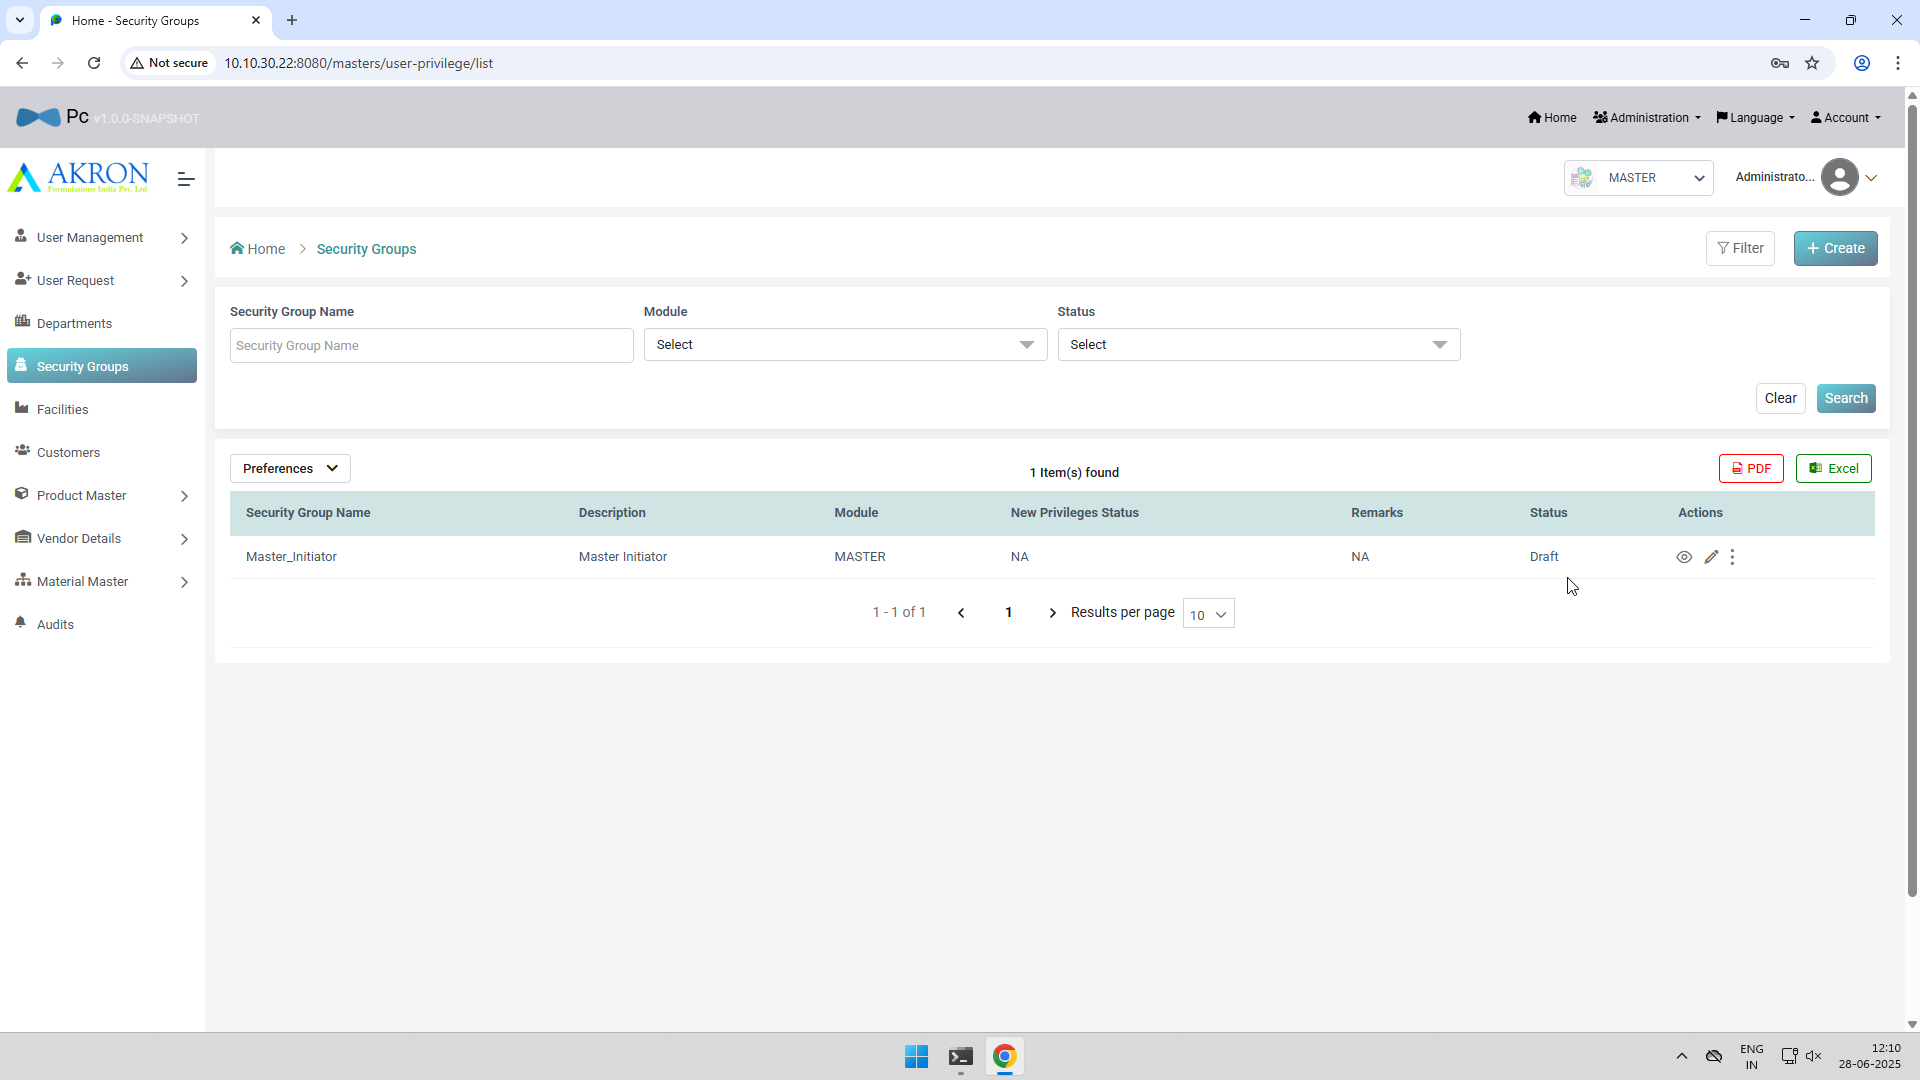 Home - Security Groups
Not secure
10.10.30.22:8080/masters/user-privilege/list
Pc v1.0.0-SNAPSHOT
Home
Administration
Language
Account
AKRON
Formulations India Pvt. Ltd
MASTER
Administrato...
User Management
User Request
Departments
Security Groups
Facilities
Customers
Product Master
Vendor Details
Material Master
Audits
Home
Security Groups
Filter
+ Create
Security Group Name
Module
Status
Security Group Name
Select
Select
Clear
Search
Preferences
1 Item(s) found
PDF
Excel
Security Group Name Description Module New Privileges Status Remarks Status Actions
Master_Initiator Master Initiator MASTER NA NA Draft
1 - 1 of 1
1
Results per page
10
ENG
IN
12:10
28-06-2025